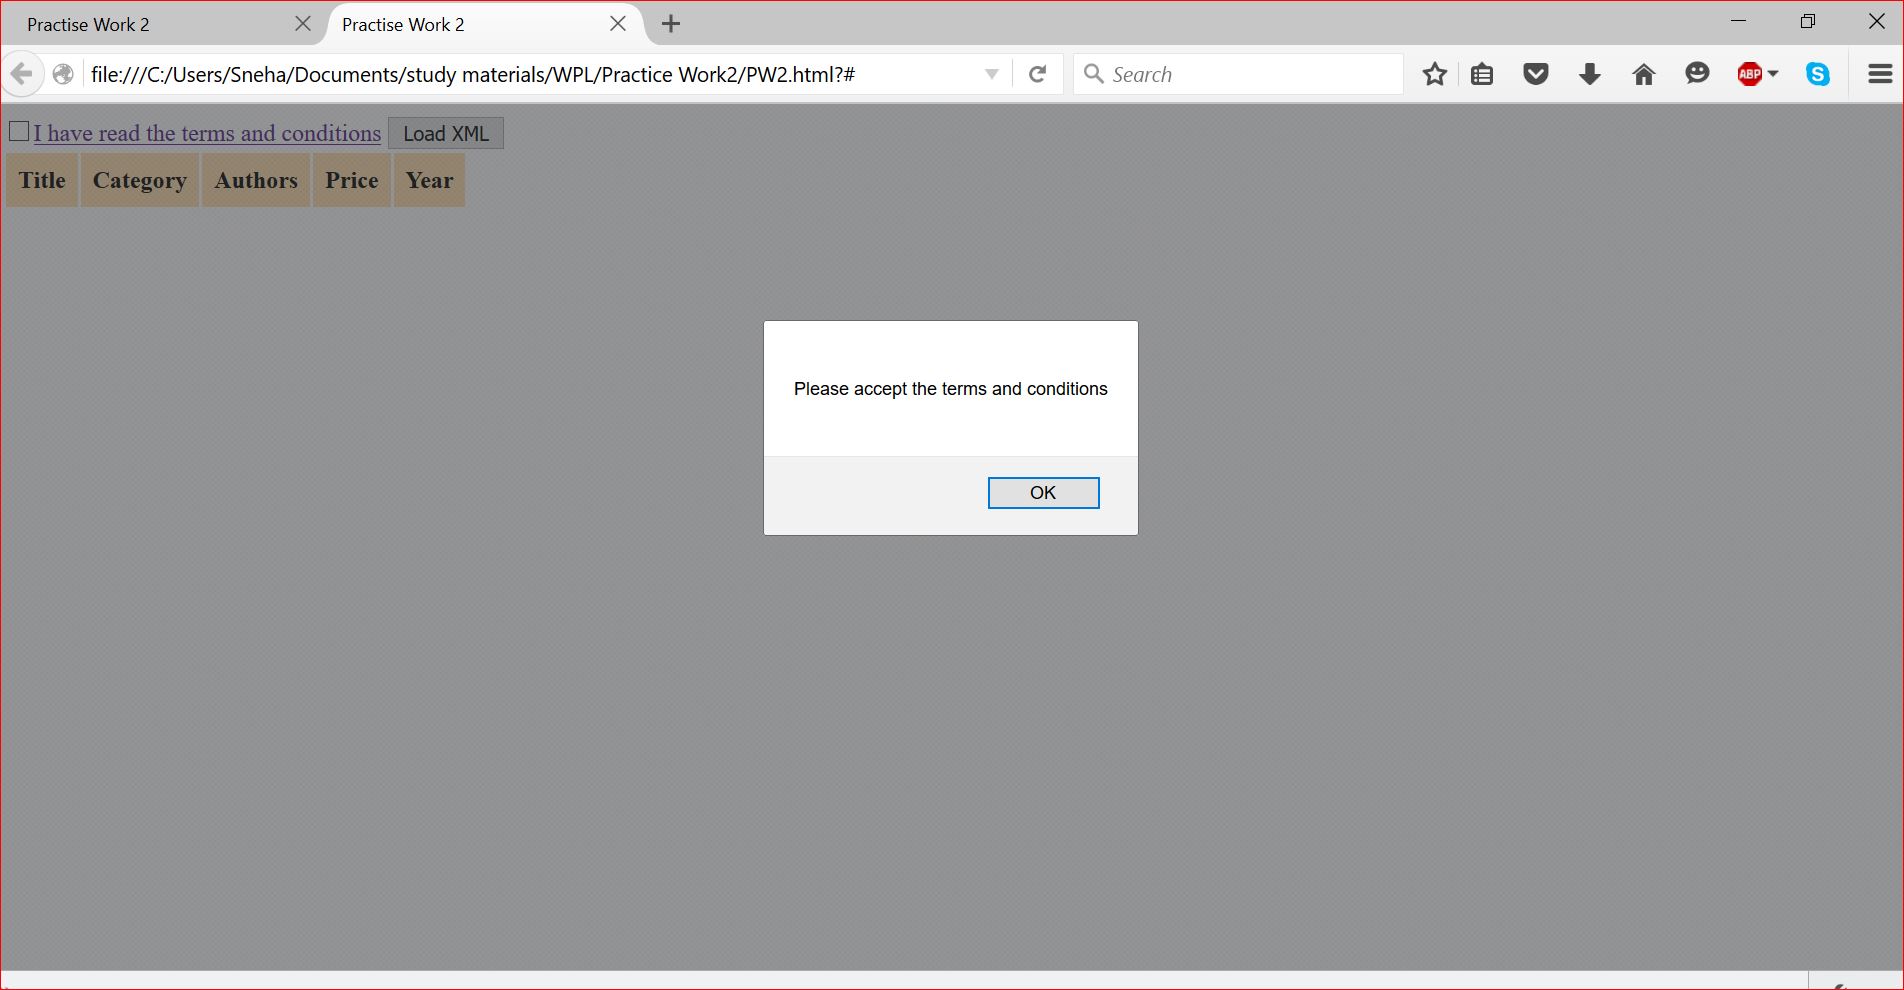 Practise Work 2
Practise Work 2
file:///C:/Users/Sneha/Documents/study materials/WPL/Practice Work2/PW2.html?#
Search
ABP
S
I have read the terms and conditions
Load XML
Title Category Authors Price Year
Please accept the terms and conditions
OK